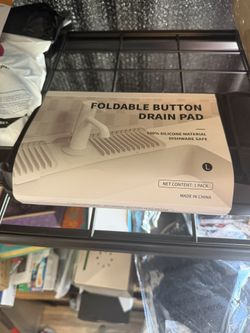 FOLDABLE BUTTON
DRAIN PAD
100% SILICONE MATERIAL
DISHWARE SAFE
L
NET CONTENT: 1 PACK
MADE IN CHINA